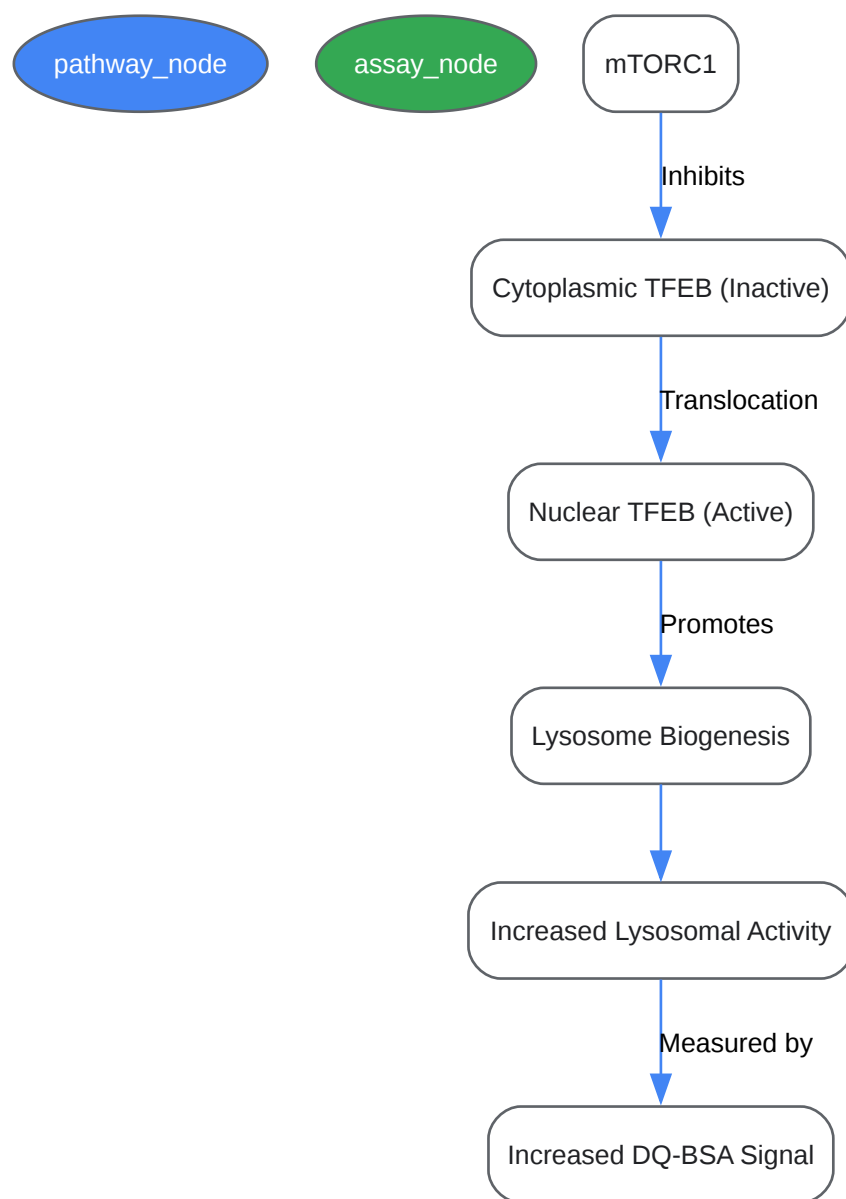 pathway_node
assay_node
mTORC1
Inhibits
Cytoplasmic TFEB (Inactive)
Translocation
Nuclear TFEB (Active)
Promotes
Lysosome Biogenesis
Increased Lysosomal Activity
Measured by
Increased DQ-BSA Signal